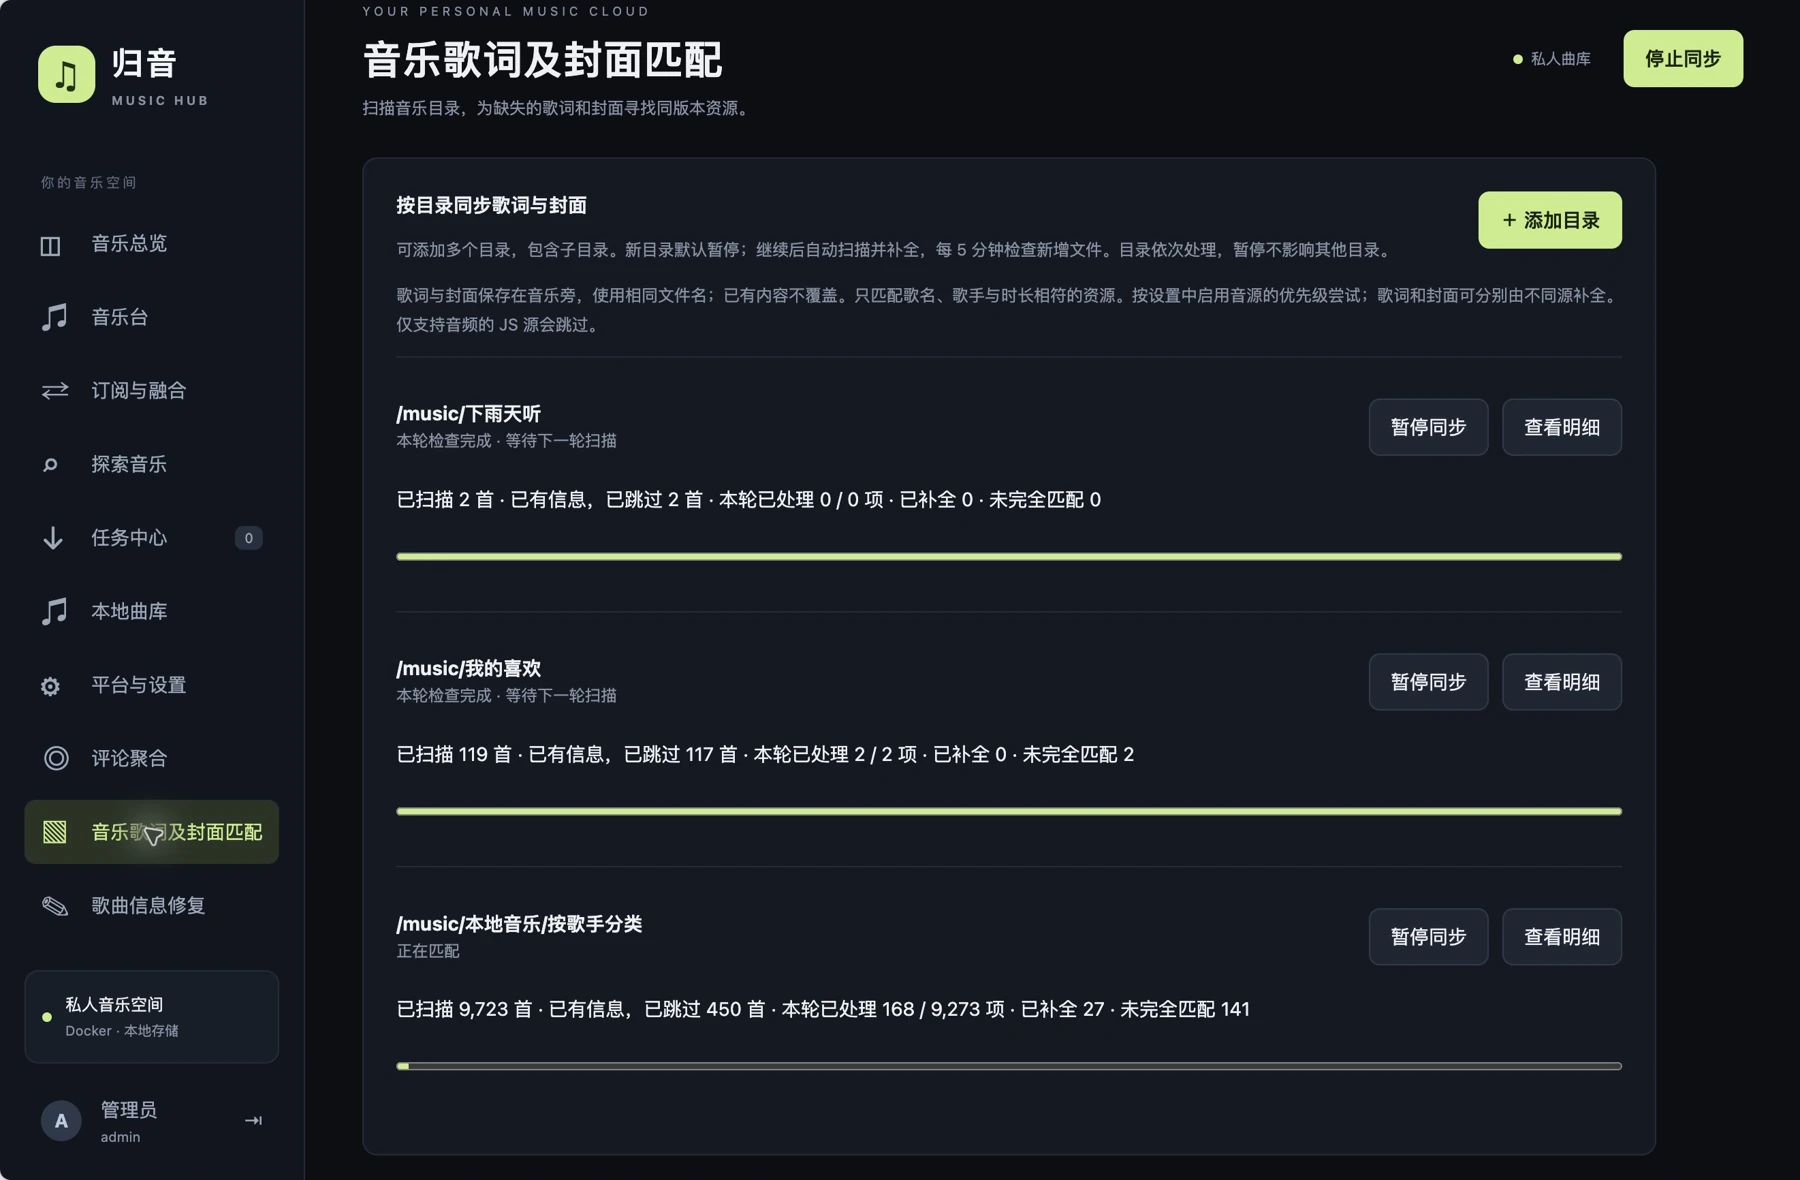 归音
MUSIC HUB
你的音乐空间
音乐总览
音乐台
订阅与融合
探索音乐
任务中心 0
本地曲库
平台与设置
评论聚合
音乐歌词及封面匹配
歌曲信息修复
私人音乐空间
Docker · 本地存储
A
管理员
admin
YOUR PERSONAL MUSIC CLOUD
音乐歌词及封面匹配
扫描音乐目录，为缺失的歌词和封面寻找同版本资源。
私人曲库
停止同步
按目录同步歌词与封面
+ 添加目录
可添加多个目录，包含子目录。新目录默认暂停；继续后自动扫描并补全，每 5 分钟检查新增文件。目录依次处理，暂停不影响其他目录。
歌词与封面保存在音乐旁，使用相同文件名；已有内容不覆盖。只匹配歌名、歌手与时长相符的资源。按设置中启用音源的优先级尝试；歌词和封面可分别由不同源补全。
仅支持音频的 JS 源会跳过。
/music/下雨天听
本轮检查完成 · 等待下一轮扫描
暂停同步 查看明细
已扫描 2 首 · 已有信息，已跳过 2 首 · 本轮已处理 0 / 0 项 · 已补全 0 · 未完全匹配 0
/music/我的喜欢
本轮检查完成 · 等待下一轮扫描
暂停同步 查看明细
已扫描 119 首 · 已有信息，已跳过 117 首 · 本轮已处理 2 / 2 项 · 已补全 0 · 未完全匹配 2
/music/本地音乐/按歌手分类
正在匹配
暂停同步 查看明细
已扫描 9,723 首 · 已有信息，已跳过 450 首 · 本轮已处理 168 / 9,273 项 · 已补全 27 · 未完全匹配 141